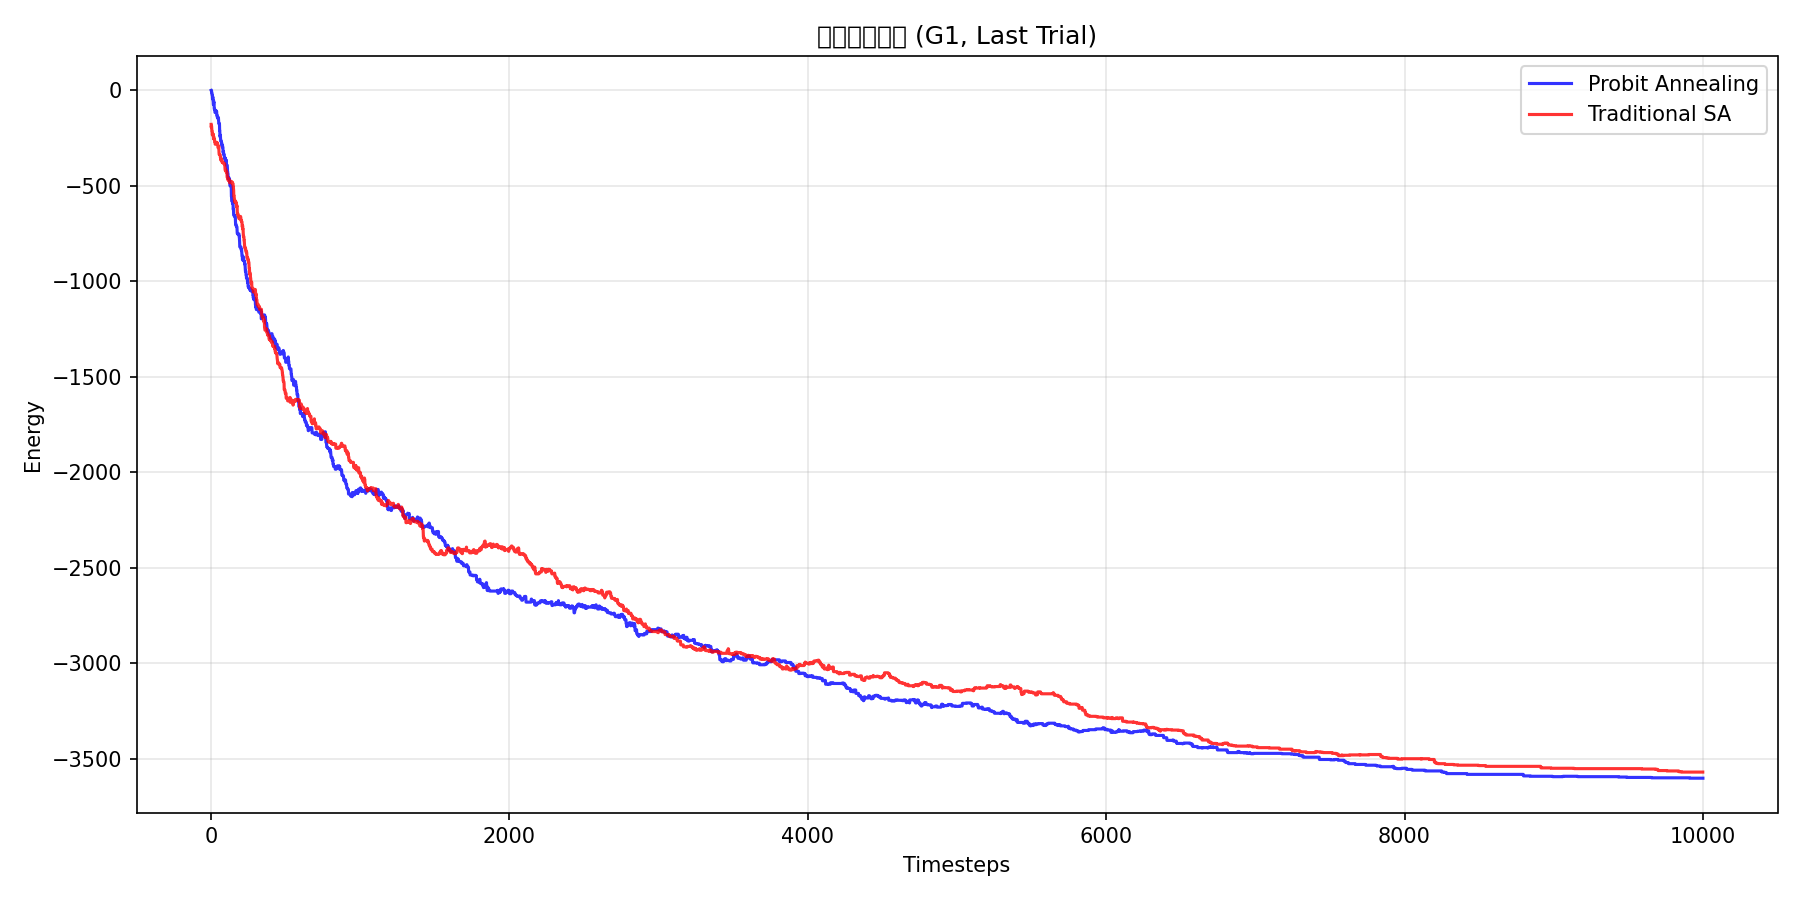 (G1, Last Trial)
Probit Annealing
Traditional SA
Energy
0
−500
−1000
−1500
−2000
−2500
−3000
−3500
0 2000 4000 6000 8000 10000
Timesteps